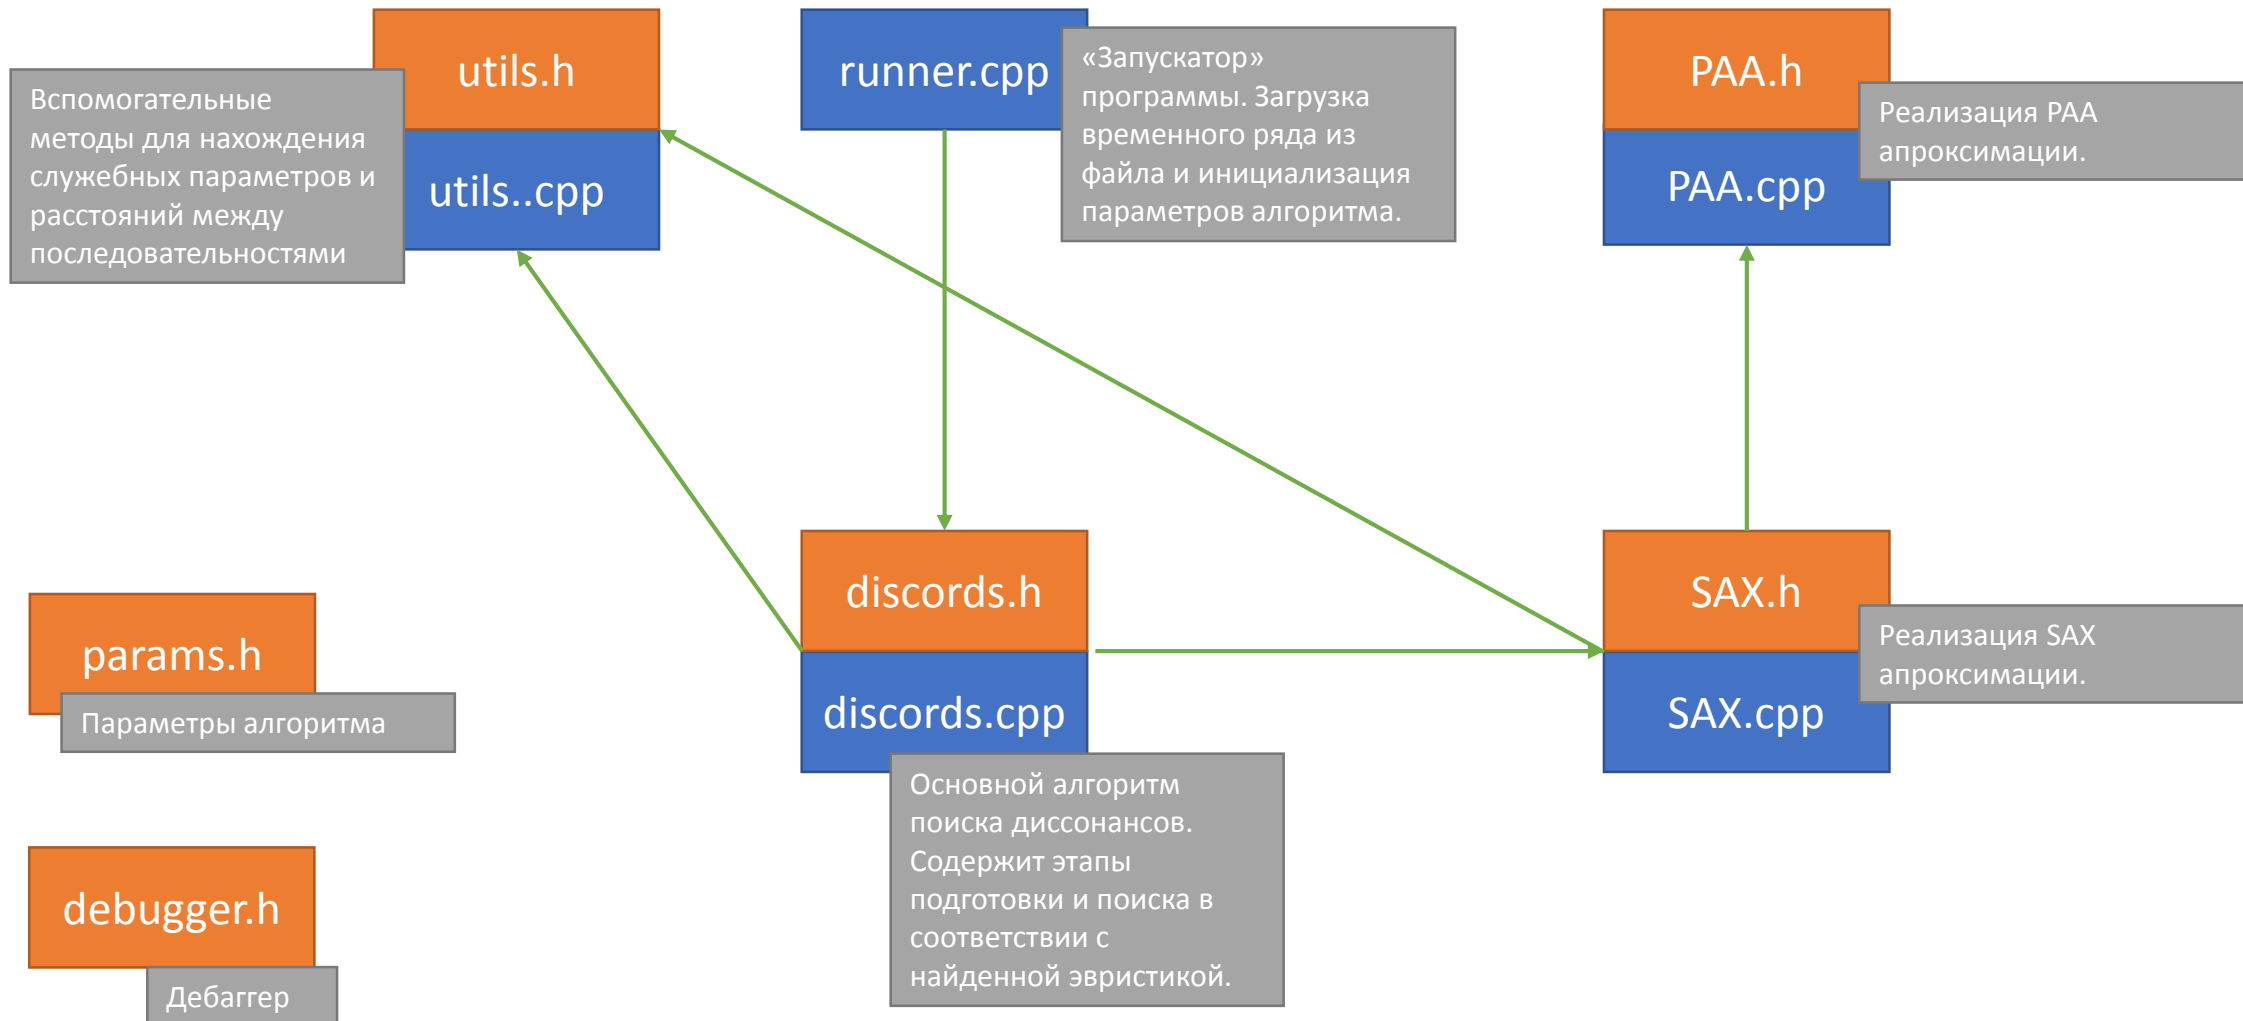 utils.h
utils..cpp
Вспомогательные
методы для нахождения
служебных параметров и
расстояний между
последовательностями
runner.cpp
«Запускатор»
программы. Загрузка
временного ряда из
файла и инициализация
параметров алгоритма.
PAA.h
PAA.cpp
Реализация PAA
апроксимации.
params.h
Параметры алгоритма
discords.h
discords.cpp
Основной алгоритм
поиска диссонансов.
Содержит этапы
подготовки и поиска в
соответствии с
найденной эвристикой.
SAX.h
SAX.cpp
Реализация SAX
апроксимации.
debugger.h
Дебаггер